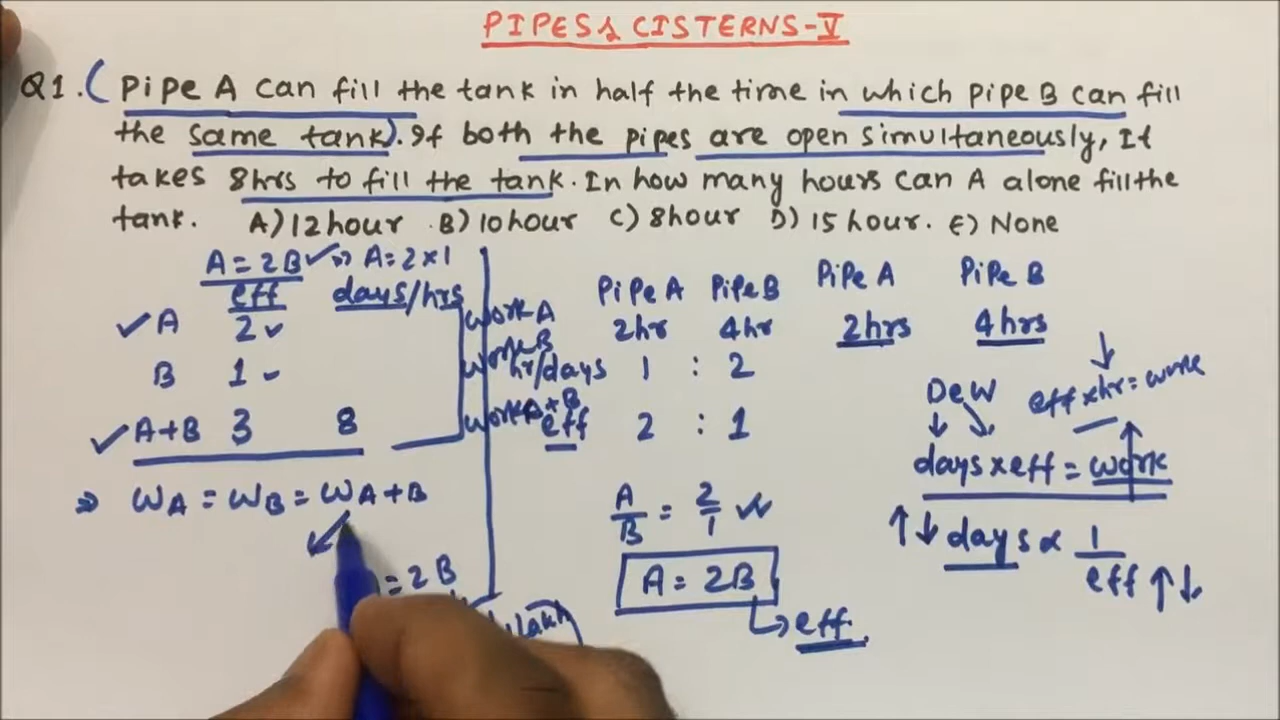 PIPES & CISTERNS-V
Q1. (Pipe A can fill the tank in half the time in which pipe B can fill
the same tank). If both the pipes are open simultaneously, It
takes 8hrs to fill the tank. In how many hours can A alone fill the
tank. A) 12 hour B) 10 hour C) 8 hour D) 15 hour. E) None
A = 2B ✓ ⇒ A = 2×1
eff days/hrs
✓ A 2 ✓ work A
B 1 work B
✓ A+B 3 8 work A+B
⇒ WA = WB = WA+B
= 2B
Pipe A Pipe B Pipe A Pipe B
2hr 4hr 2hrs 4hrs
hr/days 1 : 2
eff 2 : 1
A/B = 2/1
A = 2B
→ eff.
DeW
eff × hr = work
days × eff = work
↑↓ days ∝ 1/eff ↑↓